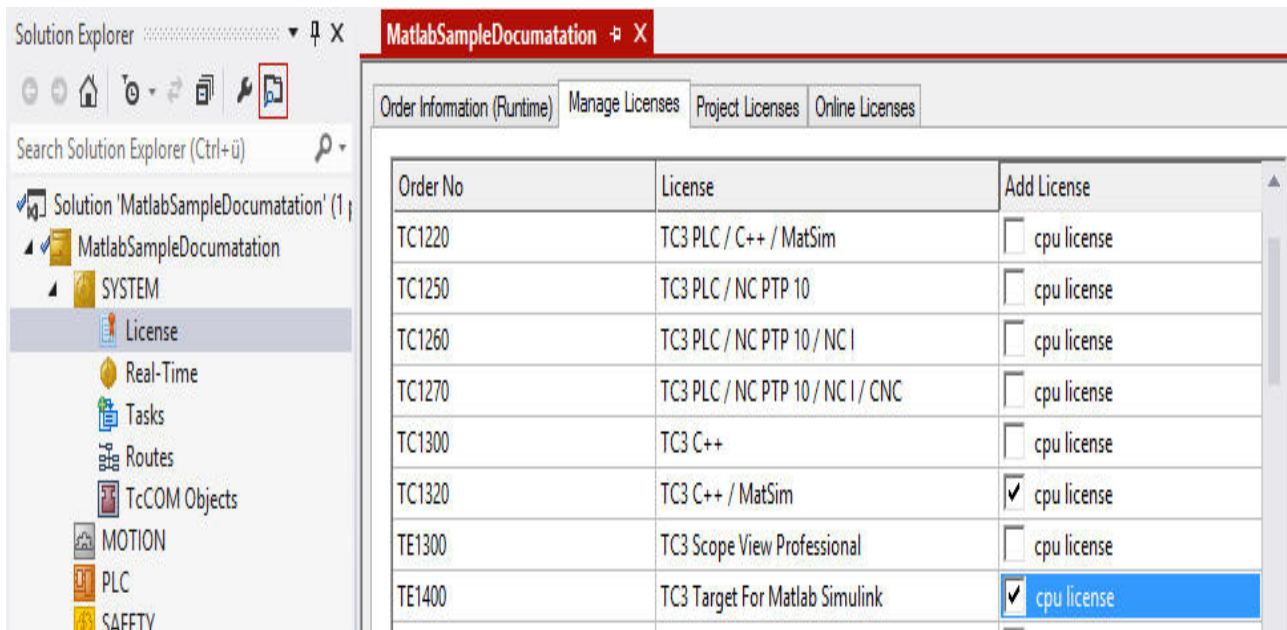 Solution Explorer
Search Solution Explorer (Ctrl+ü)
Solution 'MatlabSampleDocumatation' (1
MatlabSampleDocumatation
SYSTEM
License
Real-Time
Tasks
Routes
TcCOM Objects
MOTION
PLC
SAFETY
MatlabSampleDocumatation
Order Information (Runtime) Manage Licenses Project Licenses Online Licenses
Order No License Add License
TC1220 TC3 PLC / C++ / MatSim cpu license
TC1250 TC3 PLC / NC PTP 10 cpu license
TC1260 TC3 PLC / NC PTP 10 / NC I cpu license
TC1270 TC3 PLC / NC PTP 10 / NC I / CNC cpu license
TC1300 TC3 C++ cpu license
TC1320 TC3 C++ / MatSim cpu license
TE1300 TC3 Scope View Professional cpu license
TE1400 TC3 Target For Matlab Simulink cpu license